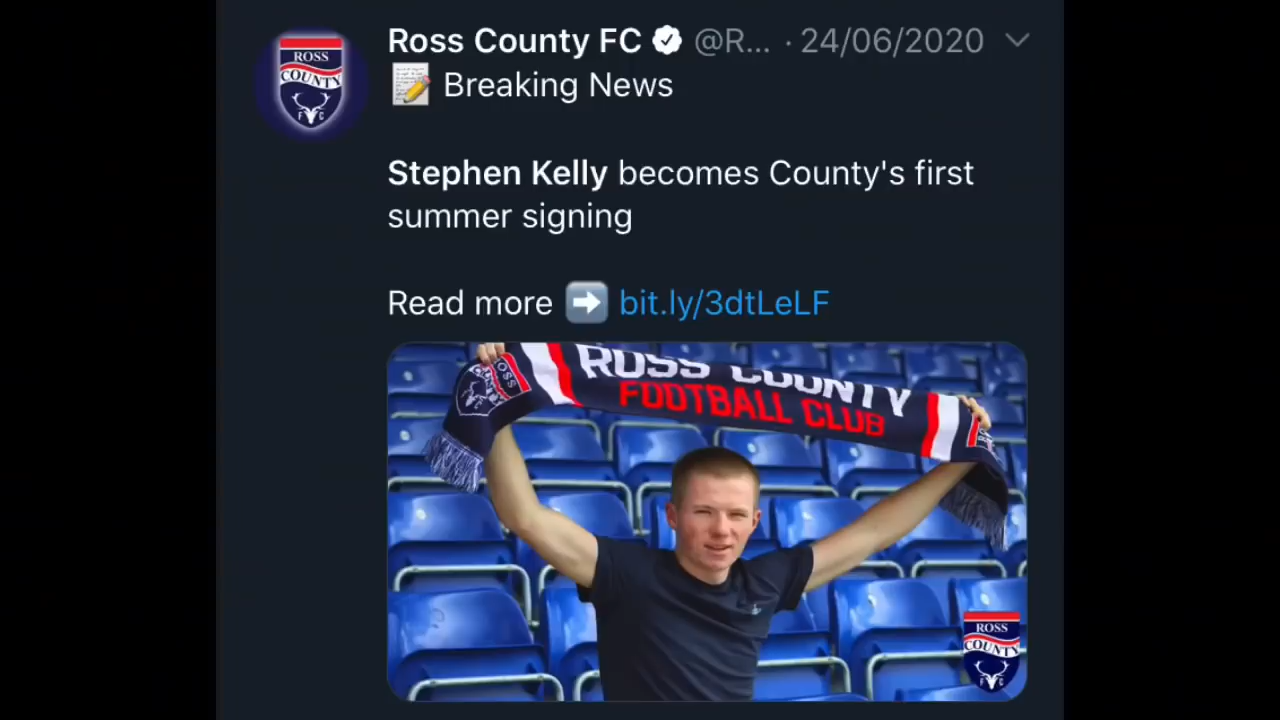 Ross County FC @R... · 24/06/2020
Breaking News
Stephen Kelly becomes County's first
summer signing
Read more bit.ly/3dtLeLF
ROSS COUNTY
FOOTBALL CLUB
ROSS
COUNTY
F C
ROSS
ROSS
COUNTY
F C